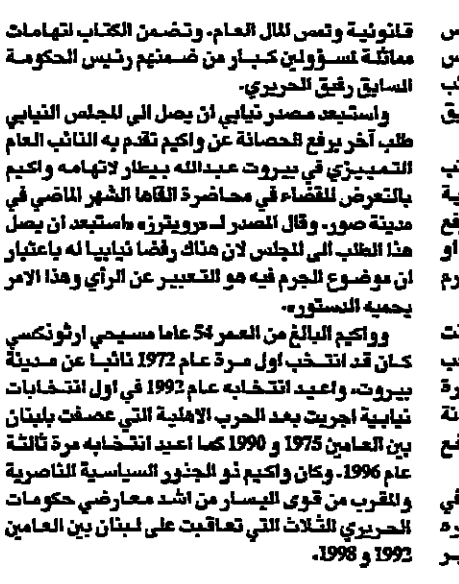 قانونية وتمس المال العام. وتضمن الكتاب اتهامات
مماثلة لمسؤولين كبار من ضمنهم رئيس الحكومة
السابق رفيق الحريري.
واستبعد مصدر نيابي ان يصل الى المجلس النيابي
طلب آخر برفع الحصانة عن واكيم تقدم به النائب العام
التمييزي في بيروت عبدالله بيطار لاتهامه واكيم
بالتعرض للقضاء في محاضرة القاها الشهر الماضي في
مدينة صور. وقال المصدر لـ «رويترز» «استبعد ان يصل
هذا الطلب الى المجلس لان هناك رفضا نيابيا له باعتبار
ان موضوع الجرم فيه هو التعبير عن الرأي وهذا الامر
يحميه الدستور».
وواكيم البالغ من العمر 54 عاما مسيحي ارثوذكسي
كان قد انتخب اول مرة عام 1972 نائبا عن مدينة
بيروت، واعيد انتخابه عام 1992 في اول انتخابات
نيابية اجريت بعد الحرب الاهلية التي عصفت بلبنان
بين العامين 1975 و 1990 كما اعيد انتخابه مرة ثالثة
عام 1996. وكان واكيم ذو الجذور السياسية الناصرية
والمقرب من قوى اليسار من اشد معارضي حكومات
الحريري الثلاث التي تعاقبت على لبنان بين العامين
1992 و 1998.